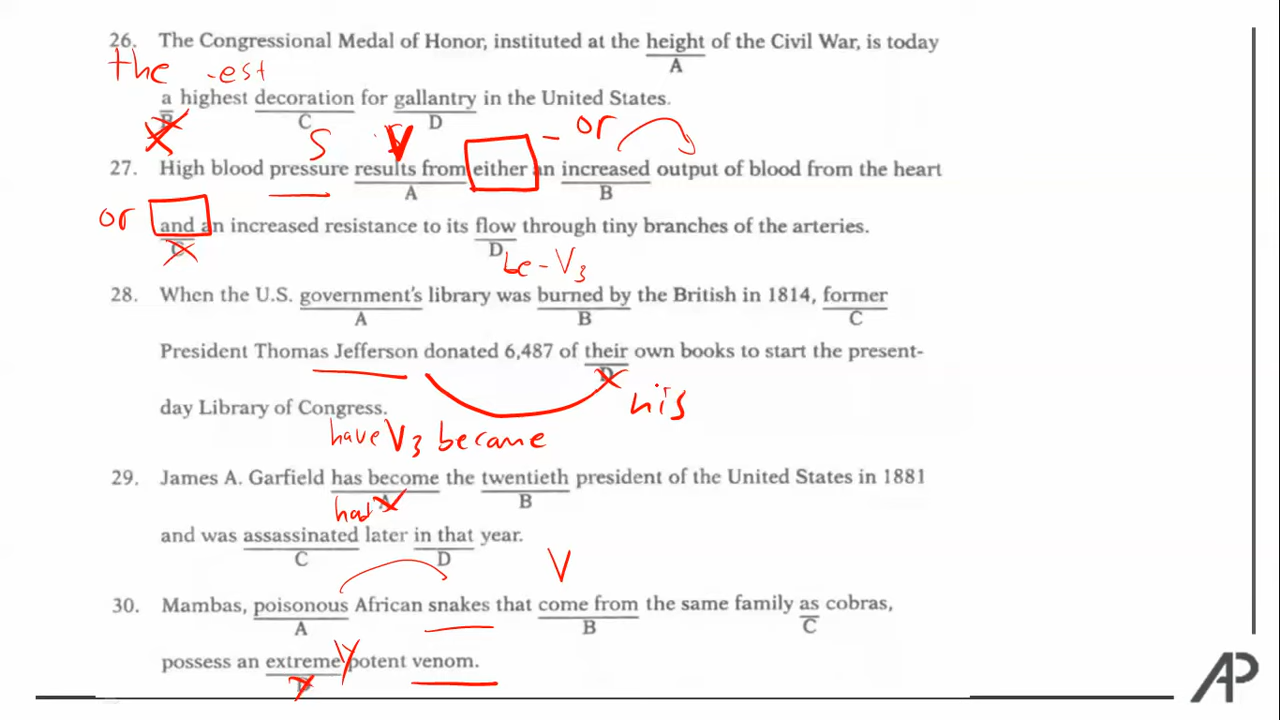 26. The Congressional Medal of Honor, instituted at the height of the Civil War, is today
A
the -est
a highest decoration for gallantry in the United States.
B C D
S V - or
27. High blood pressure results from either an increased output of blood from the heart
A B
or and an increased resistance to its flow through tiny branches of the arteries.
C D
be - V3
28. When the U.S. government's library was burned by the British in 1814, former
A B C
President Thomas Jefferson donated 6,487 of their own books to start the present-
D
his
day Library of Congress.
have V3 became
29. James A. Garfield has become the twentieth president of the United States in 1881
A B
had
and was assassinated later in that year.
C D
V
30. Mambas, poisonous African snakes that come from the same family as cobras,
A B C
possess an extremely potent venom.
D
AP